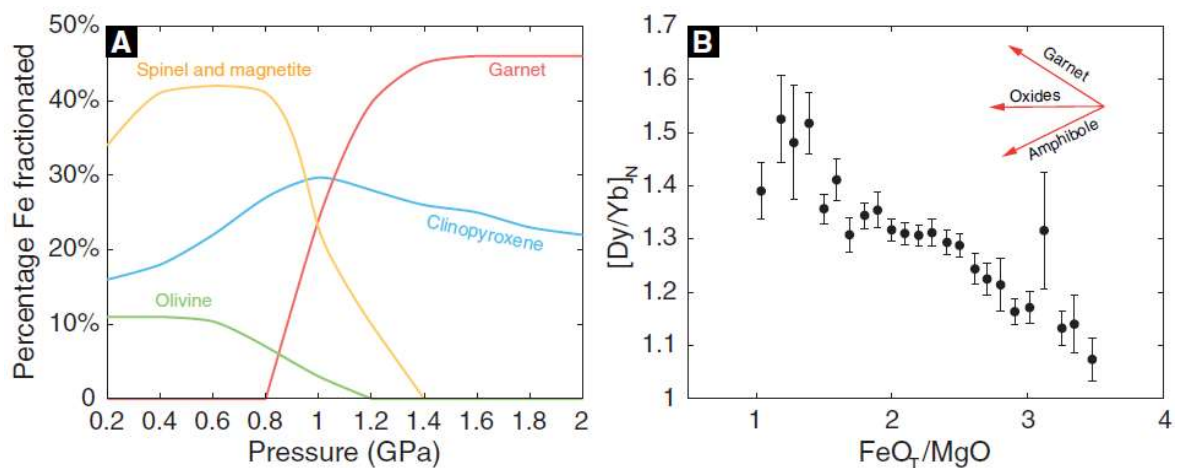 A
50%
40%
30%
20%
10%
0
Percentage Fe fractionated
Spinel and magnetite
Garnet
Clinopyroxene
Olivine
0.2 0.4 0.6 0.8 1 1.2 1.4 1.6 1.8 2
Pressure (GPa)
B
1.7
1.6
1.5
1.4
1.3
1.2
1.1
1
[Dy/Yb]N
Garnet
Oxides
Amphibole
1 2 3 4
FeOT/MgO